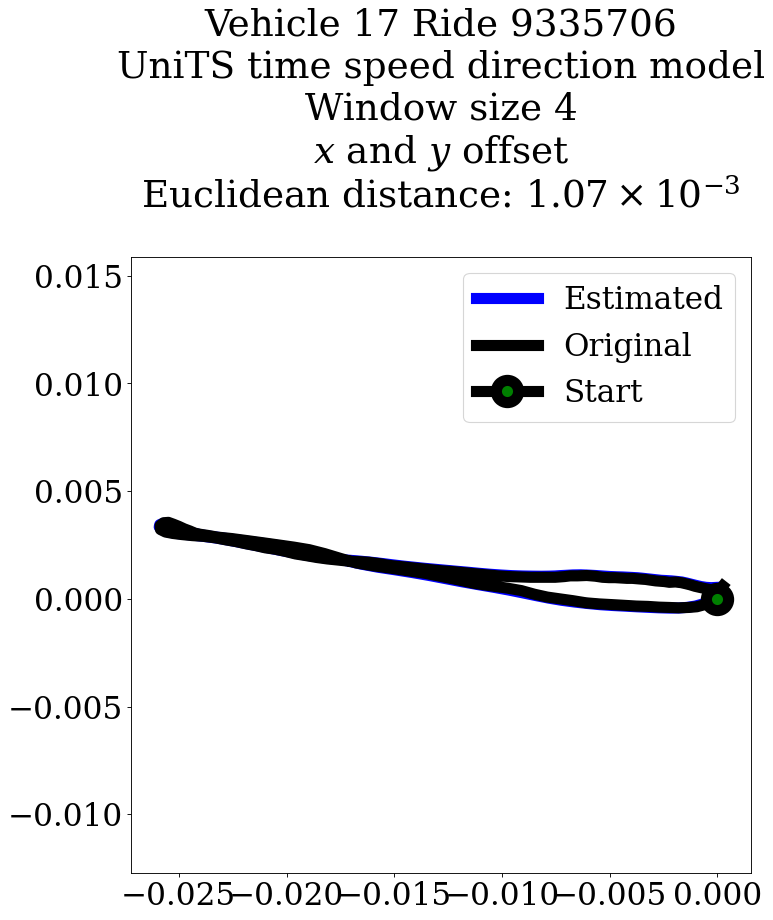 Vehicle 17 Ride 9335706
UniTS time speed direction model
Window size 4
x and y offset
Euclidean distance: 1.07 × 10⁻³
0.015
Estimated
Original
Start
0.010
0.005
0.000
−0.005
−0.010
−0.025 −0.020 −0.015 −0.010 −0.005 0.000